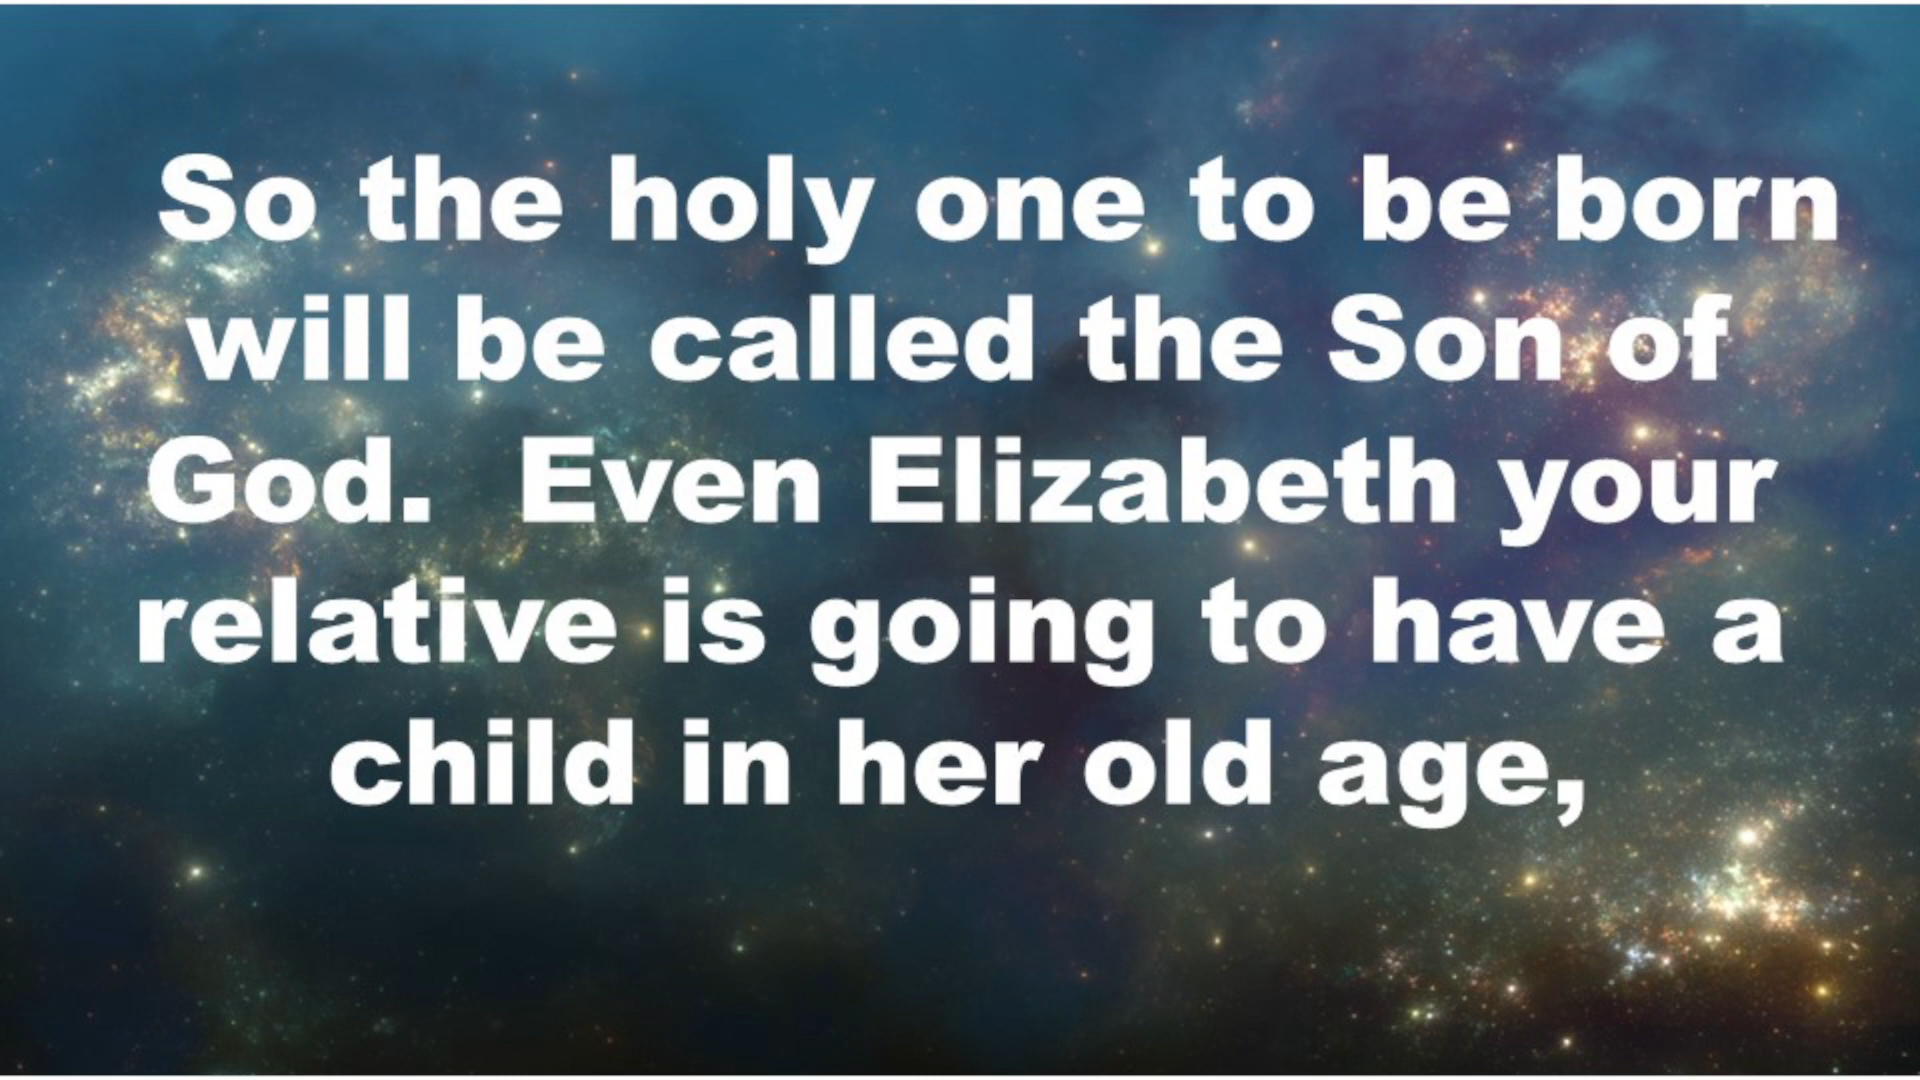 So the holy one to be born
will be called the Son of
God.  Even Elizabeth your
relative is going to have a
child in her old age,